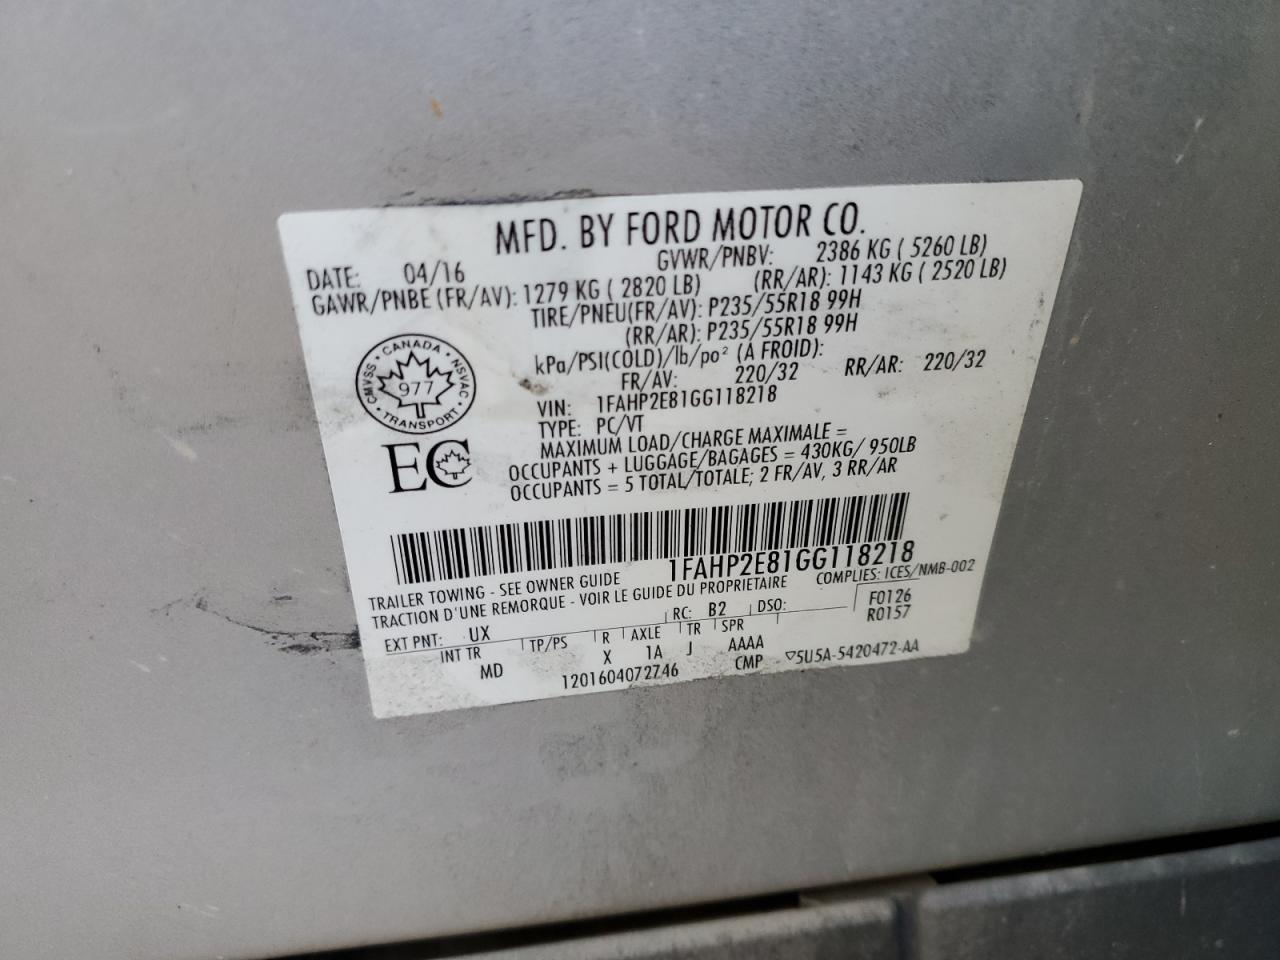 MFD. BY FORD MOTOR CO.
DATE: 04/16 GVWR/PNBV: 2386 KG ( 5260 LB)
GAWR/PNBE (FR/AV): 1279 KG ( 2820 LB) (RR/AR): 1143 KG ( 2520 LB)
TIRE/PNEU(FR/AV): P235/55R18 99H
(RR/AR): P235/55R18 99H
kPa/PSI(COLD)/lb/po² (À FROID):
FR/AV: 220/32 RR/AR: 220/32
VIN: 1FAHP2E81GG118218
TYPE: PC/VT
MAXIMUM LOAD/CHARGE MAXIMALE =
OCCUPANTS + LUGGAGE/BAGAGES = 430KG/ 950LB
OCCUPANTS = 5 TOTAL/TOTALE; 2 FR/AV, 3 RR/AR
CANADA
CMVSS 977 NSVAC
TRANSPORT
EC
1FAHP2E81GG118218
TRAILER TOWING - SEE OWNER GUIDE COMPLIES: ICES/NMB-002
TRACTION D'UNE REMORQUE - VOIR LE GUIDE DU PROPRIETAIRE
EXT PNT: UX RC: B2 DSO: F0126
R0157
INT TR TP/PS R AXLE TR SPR
MD X 1A J AAAA
1201604072746 CMP ▽5U5A-5420472-AA